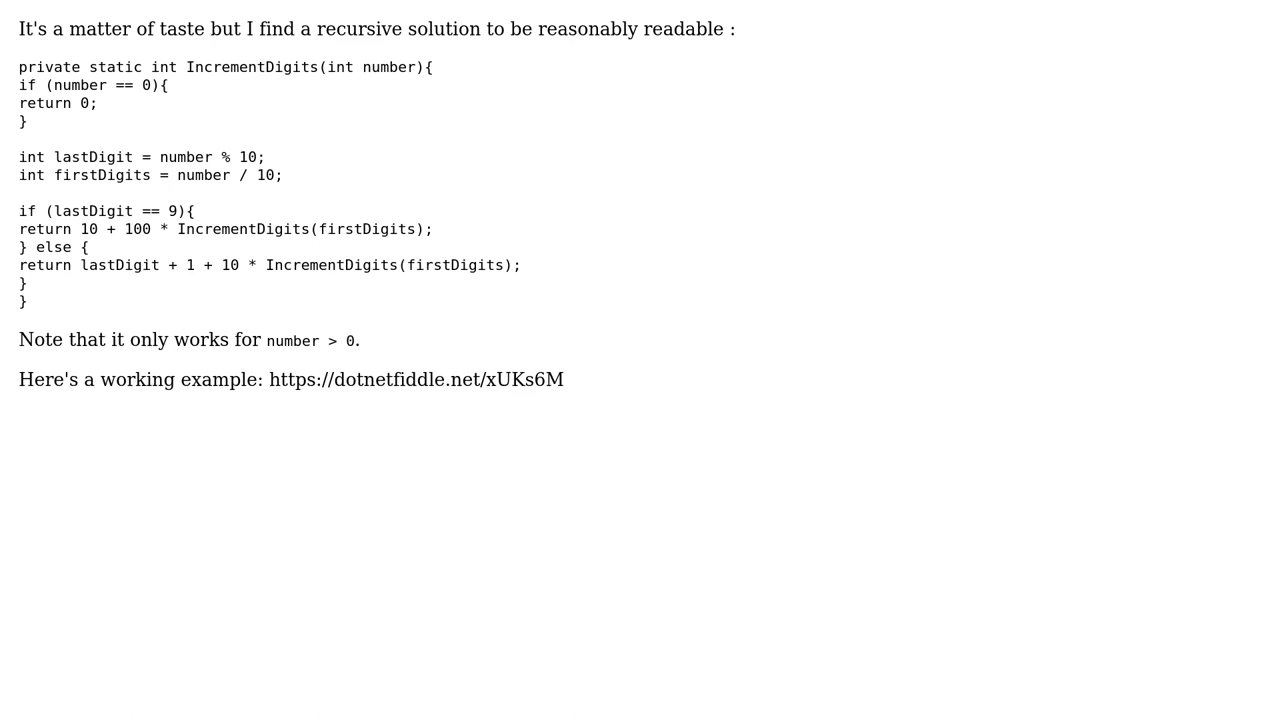 It's a matter of taste but I find a recursive solution to be reasonably readable :
private static int IncrementDigits(int number){
if (number == 0){
return 0;
}
int lastDigit = number % 10;
int firstDigits = number / 10;
if (lastDigit == 9){
return 10 + 100 * IncrementDigits(firstDigits);
} else {
return lastDigit + 1 + 10 * IncrementDigits(firstDigits);
}
}
Note that it only works for number > 0.
Here's a working example: https://dotnetfiddle.net/xUKs6M